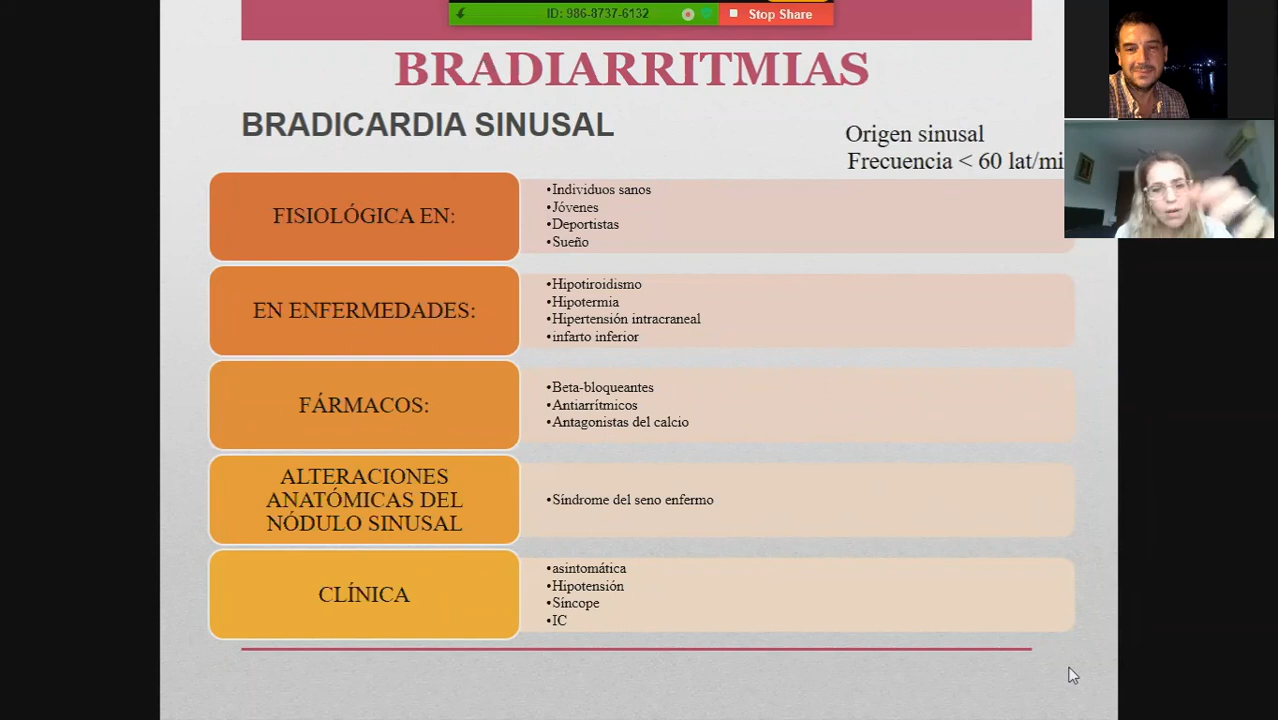 ID: 986-8737-6132
Stop Share
BRADIARRITMIAS
BRADICARDIA SINUSAL
Origen sinusal
Frecuencia < 60 lat/mi
FISIOLÓGICA EN:
•Individuos sanos
•Jóvenes
•Deportistas
•Sueño
EN ENFERMEDADES:
•Hipotiroidismo
•Hipotermia
•Hipertensión intracraneal
•infarto inferior
FÁRMACOS:
•Beta-bloqueantes
•Antiarrítmicos
•Antagonistas del calcio
ALTERACIONES
ANATÓMICAS DEL
NÓDULO SINUSAL
•Síndrome del seno enfermo
CLÍNICA
•asintomática
•Hipotensión
•Síncope
•IC